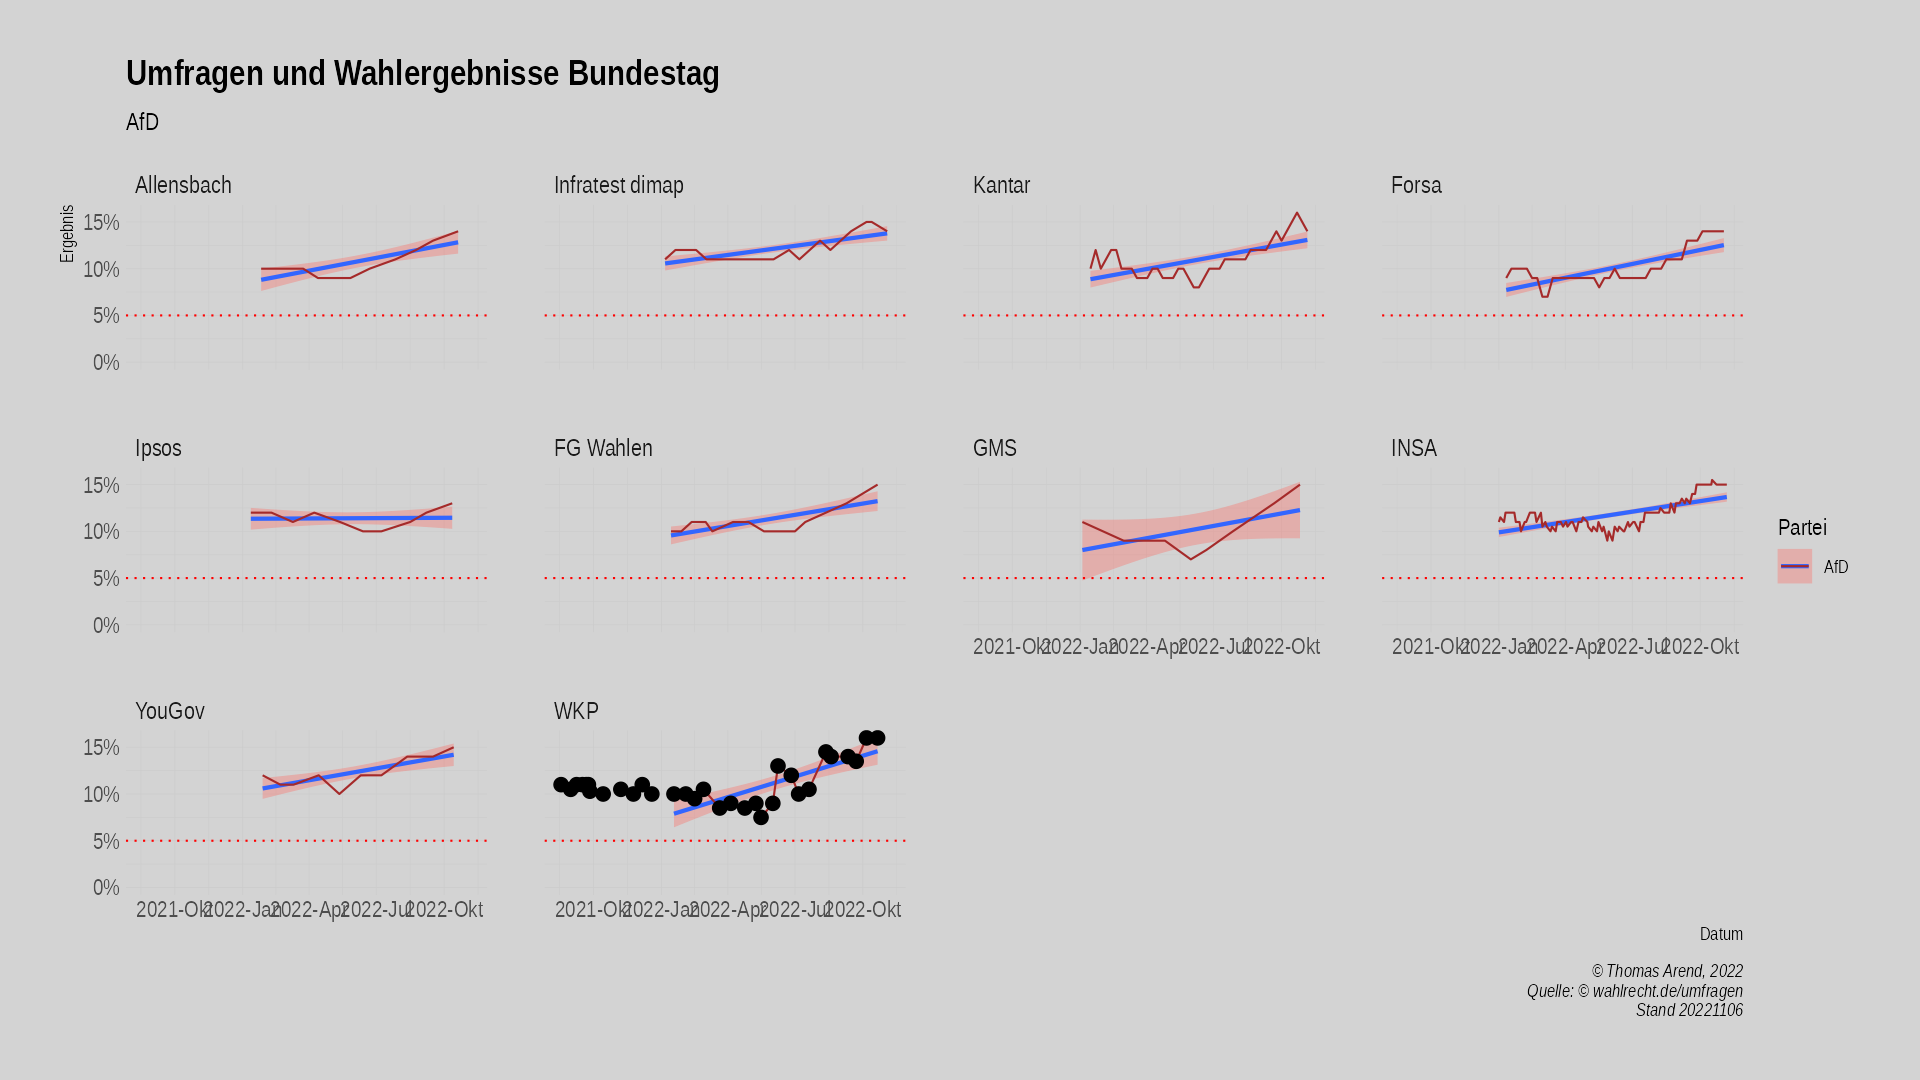 Umfragen und Wahlergebnisse Bundestag
AfD
Allensbach
Infratest dimap
Kantar
Forsa
Ergebnis
15%
10%
5%
0%
Ipsos
FG Wahlen
GMS
INSA
15%
10%
5%
0%
2021-Okt 2022-Jan 2022-Apr 2022-Jul 2022-Okt
2021-Okt 2022-Jan 2022-Apr 2022-Jul 2022-Okt
Partei
AfD
YouGov
WKP
15%
10%
5%
0%
2021-Okt 2022-Jan 2022-Apr 2022-Jul 2022-Okt
2021-Okt 2022-Jan 2022-Apr 2022-Jul 2022-Okt
Datum
© Thomas Arend, 2022
Quelle: © wahlrecht.de/umfragen
Stand 20221106